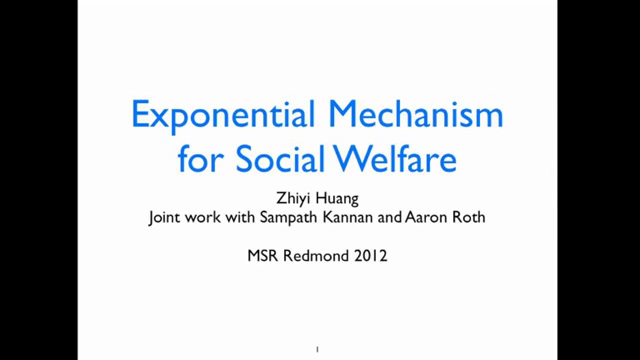 Exponential Mechanism
for Social Welfare
Zhiyi Huang
Joint work with Sampath Kannan and Aaron Roth
MSR Redmond 2012
1